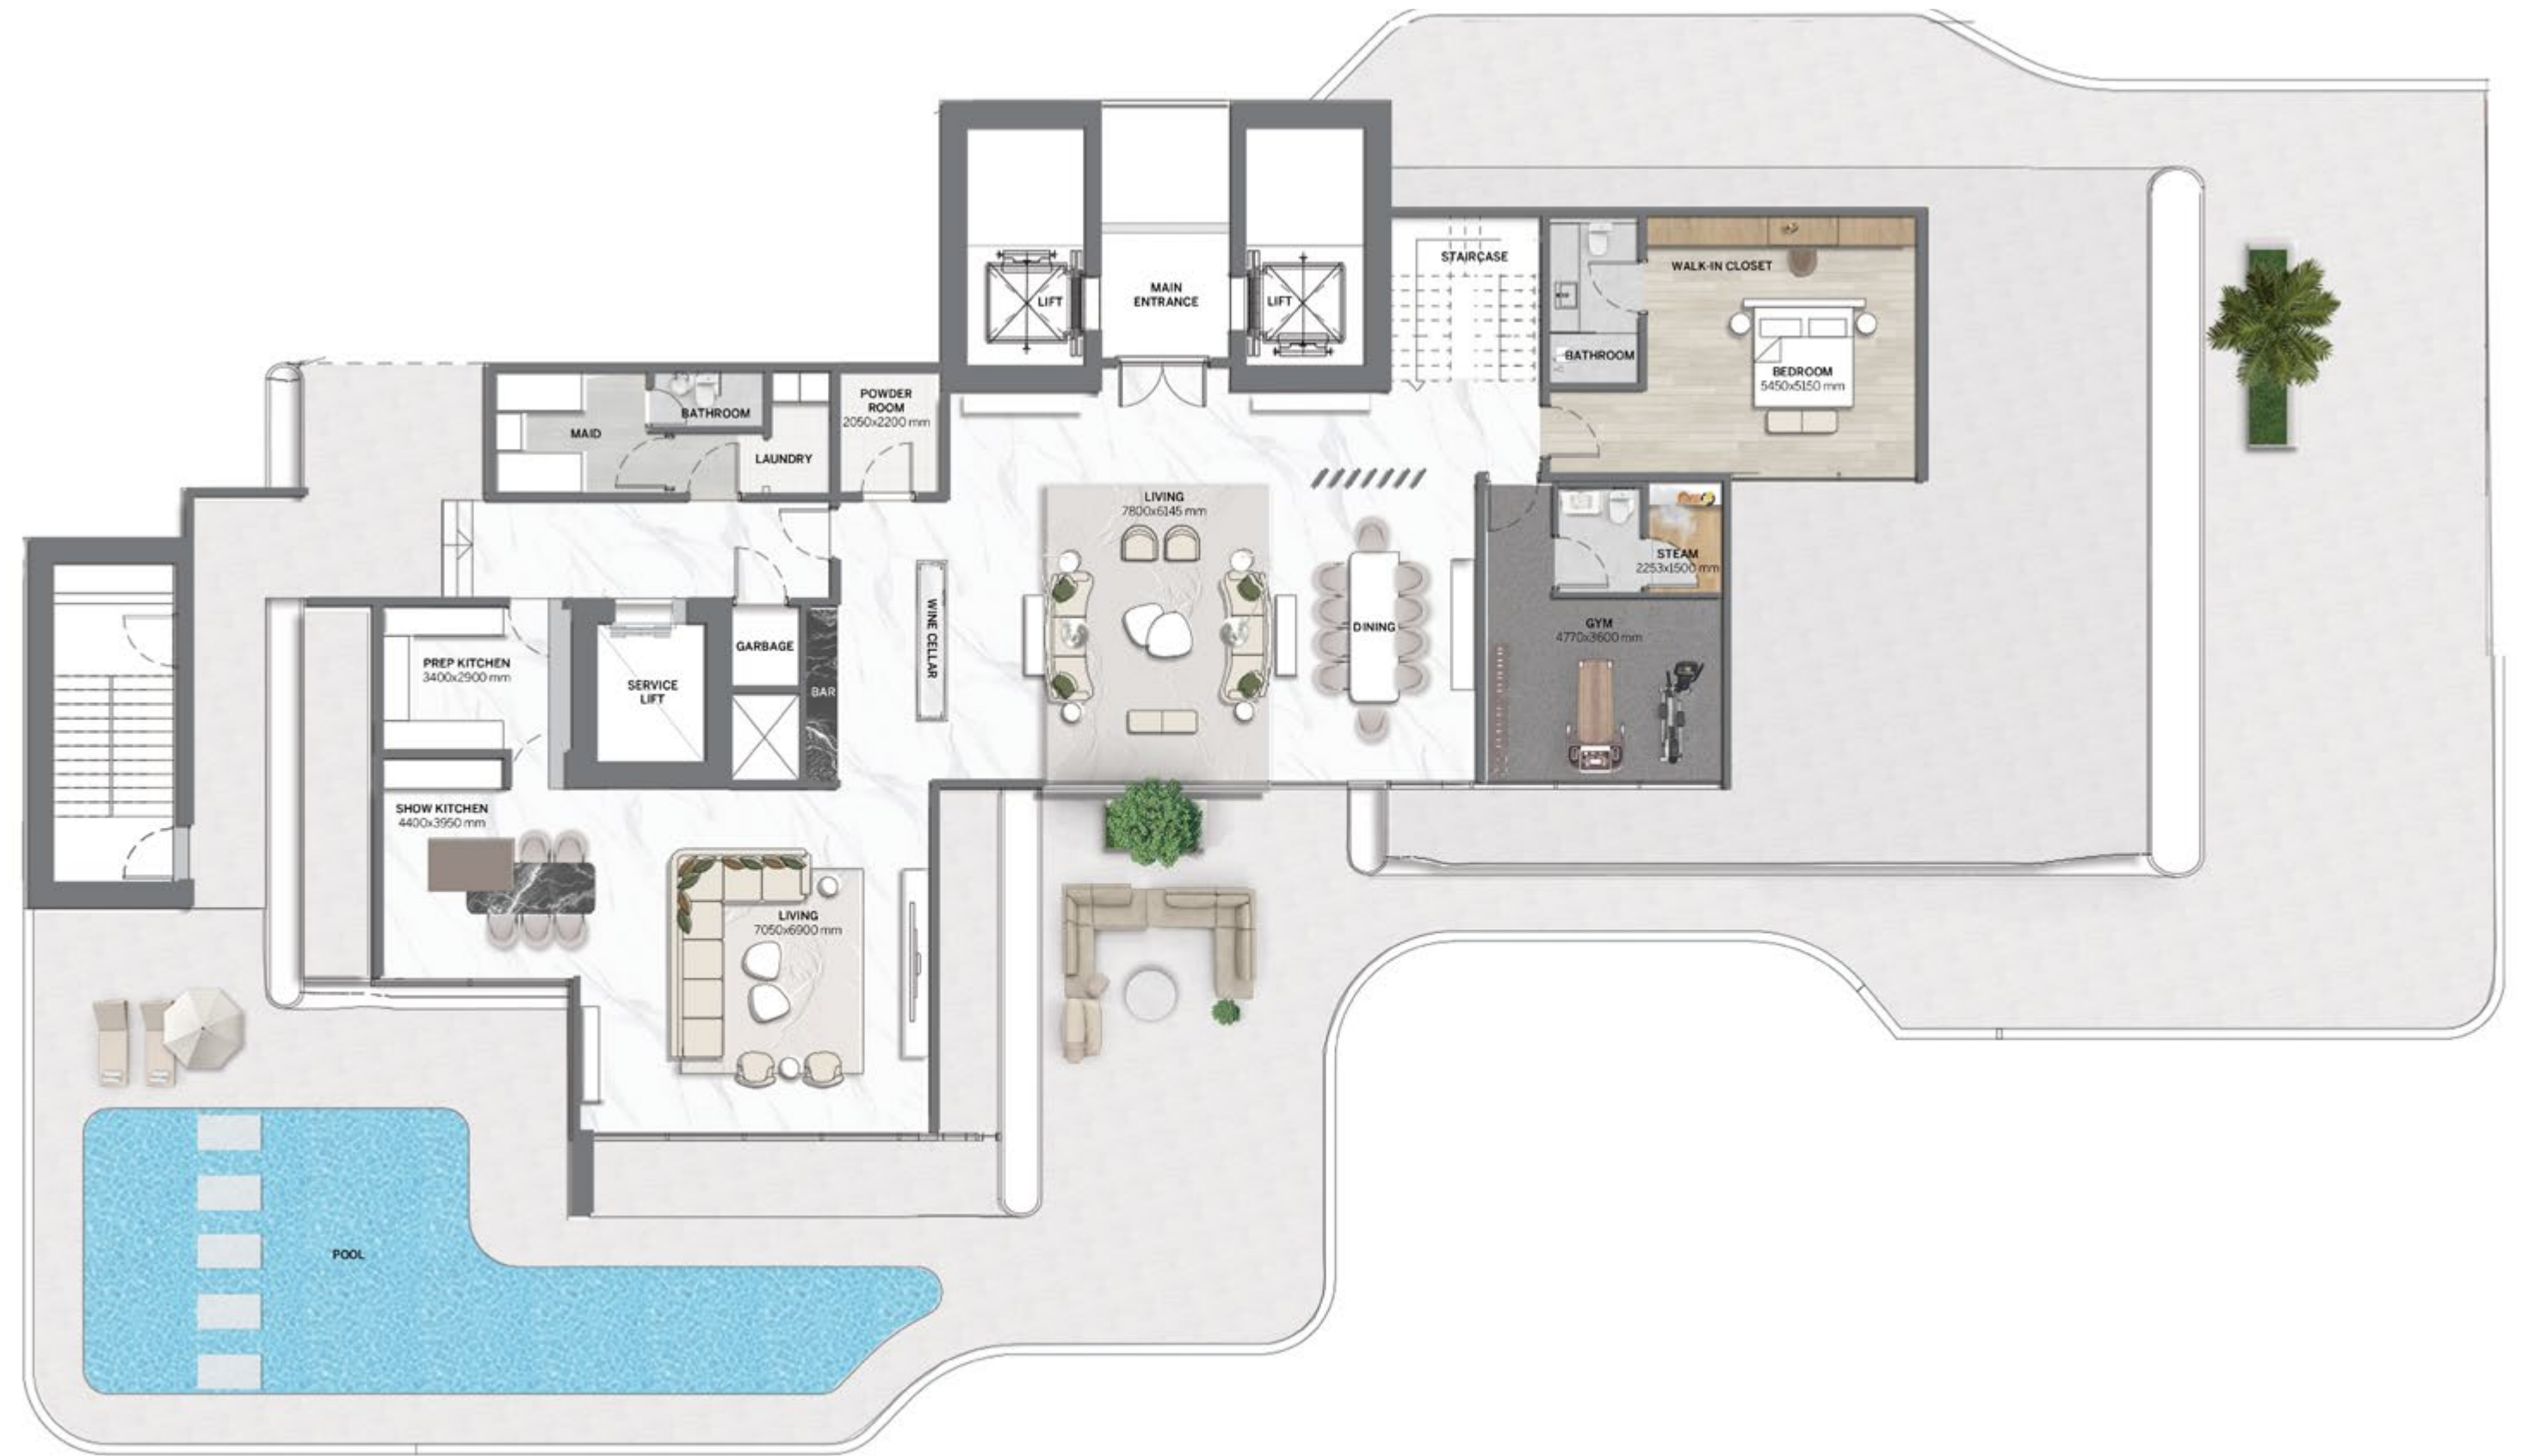 STAIRCASE
WALK-IN CLOSET
LIFT
MAIN
ENTRANCE
LIFT
BATHROOM
BEDROOM
5450x5150 mm
MAID
BATHROOM
LAUNDRY
POWDER
ROOM
2050x2200 mm
LIVING
7800x6145 mm
STEAM
2253x1500 mm
WINE CELLAR
DINING
GYM
4770x3600 mm
PREP KITCHEN
3400x2900 mm
SERVICE
LIFT
GARBAGE
BAR
SHOW KITCHEN
4400x3950 mm
LIVING
7050x6900 mm
POOL